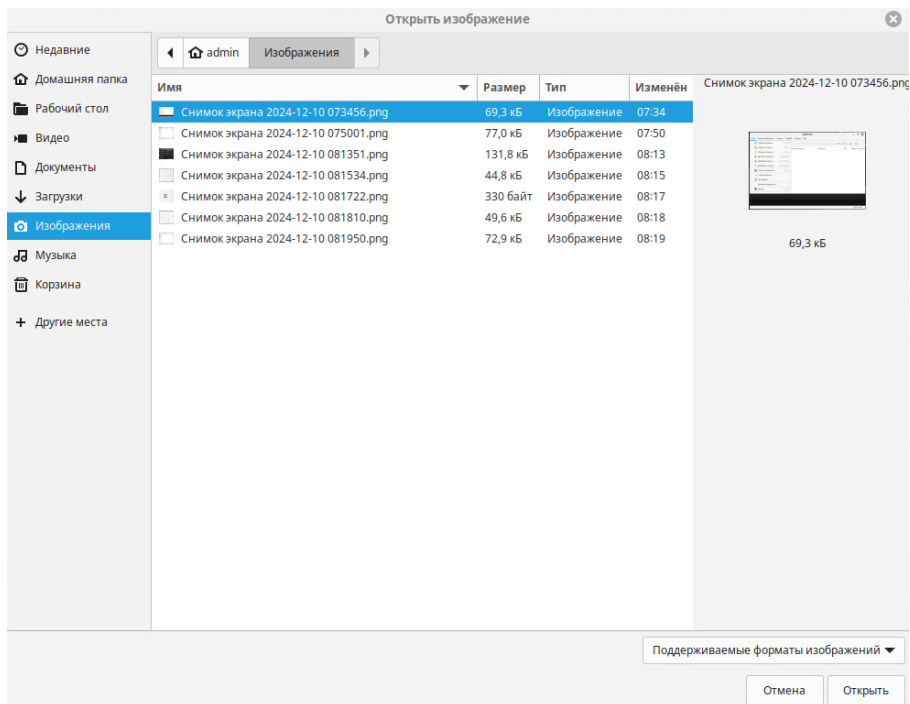 Открыть изображение
Недавние
Домашняя папка
Рабочий стол
Видео
Документы
Загрузки
Изображения
Музыка
Корзина
Другие места
admin Изображения
Имя Размер Тип Изменён
Снимок экрана 2024-12-10 073456.png 69,3 кБ Изображение 07:34
Снимок экрана 2024-12-10 075001.png 77,0 кБ Изображение 07:50
Снимок экрана 2024-12-10 081351.png 131,8 кБ Изображение 08:13
Снимок экрана 2024-12-10 081534.png 44,8 кБ Изображение 08:15
Снимок экрана 2024-12-10 081722.png 330 байт Изображение 08:17
Снимок экрана 2024-12-10 081810.png 49,6 кБ Изображение 08:18
Снимок экрана 2024-12-10 081950.png 72,9 кБ Изображение 08:19
Снимок экрана 2024-12-10 073456.png
69,3 кБ
Поддерживаемые форматы изображений
Отмена Открыть